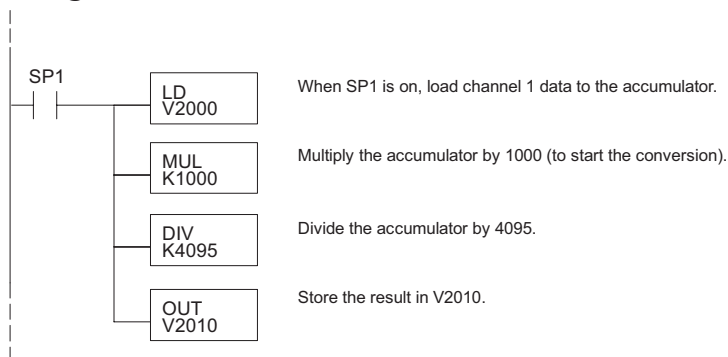 SP1
LD
V2000
When SP1 is on, load channel 1 data to the accumulator.
MUL
K1000
Multiply the accumulator by 1000 (to start the conversion).
DIV
K4095
Divide the accumulator by 4095.
OUT
V2010
Store the result in V2010.